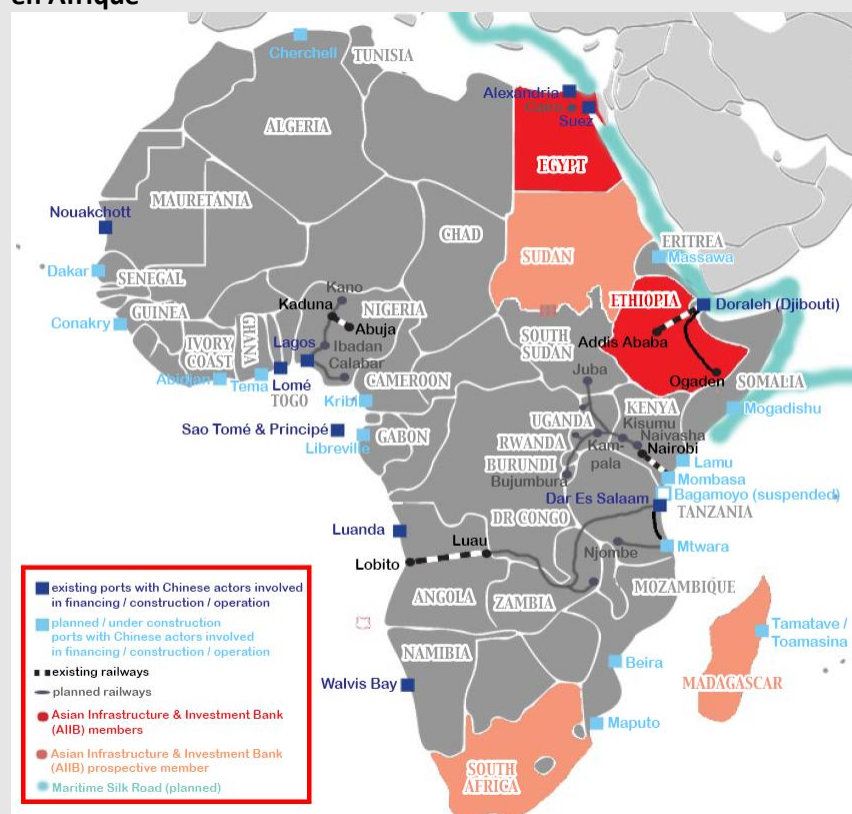 en Afrique
Cherchell
TUNISIA
ALGERIA
Alexandria
Cairo
Suez
EGYPT
MAURETANIA
Nouakchott
CHAD
SUDAN
ERITREA
Massawa
Dakar
SENEGAL
Kano
Kaduna
NIGERIA
ETHIOPIA
Doraleh (Djibouti)
GUINEA
Conakry
Abuja
IVORY
COAST
GHANA
Lagos
Ibadan
Calabar
SOUTH
SUDAN
Addis Ababa
Ogaden
SOMALIA
Abidjan
Tema
Lomé
TOGO
CAMEROON
Kribi
Juba
Mogadishu
Sao Tomé & Principé
Libreville
GABON
UGANDA
KENYA
Kisumu
RWANDA
Naivasha
Kam-
pala
Nairobi
BURUNDI
Bujumbura
Lamu
Mombasa
Bagamoyo (suspended)
Dar Es Salaam
TANZANIA
DR CONGO
Luanda
Luau
Lobito
Njombe
Mtwara
ANGOLA
ZAMBIA
MOZAMBIQUE
Tamatave /
Toamasina
NAMIBIA
Beira
MADAGASCAR
Walvis Bay
Maputo
SOUTH
AFRICA
existing ports with Chinese actors involved
in financing / construction / operation
planned / under construction
ports with Chinese actors involved
in financing / construction / operation
existing railways
planned railways
Asian Infrastructure & Investment Bank
(AIIB) members
Asian Infrastructure & Investment Bank
(AIIB) prospective member
Maritime Silk Road (planned)